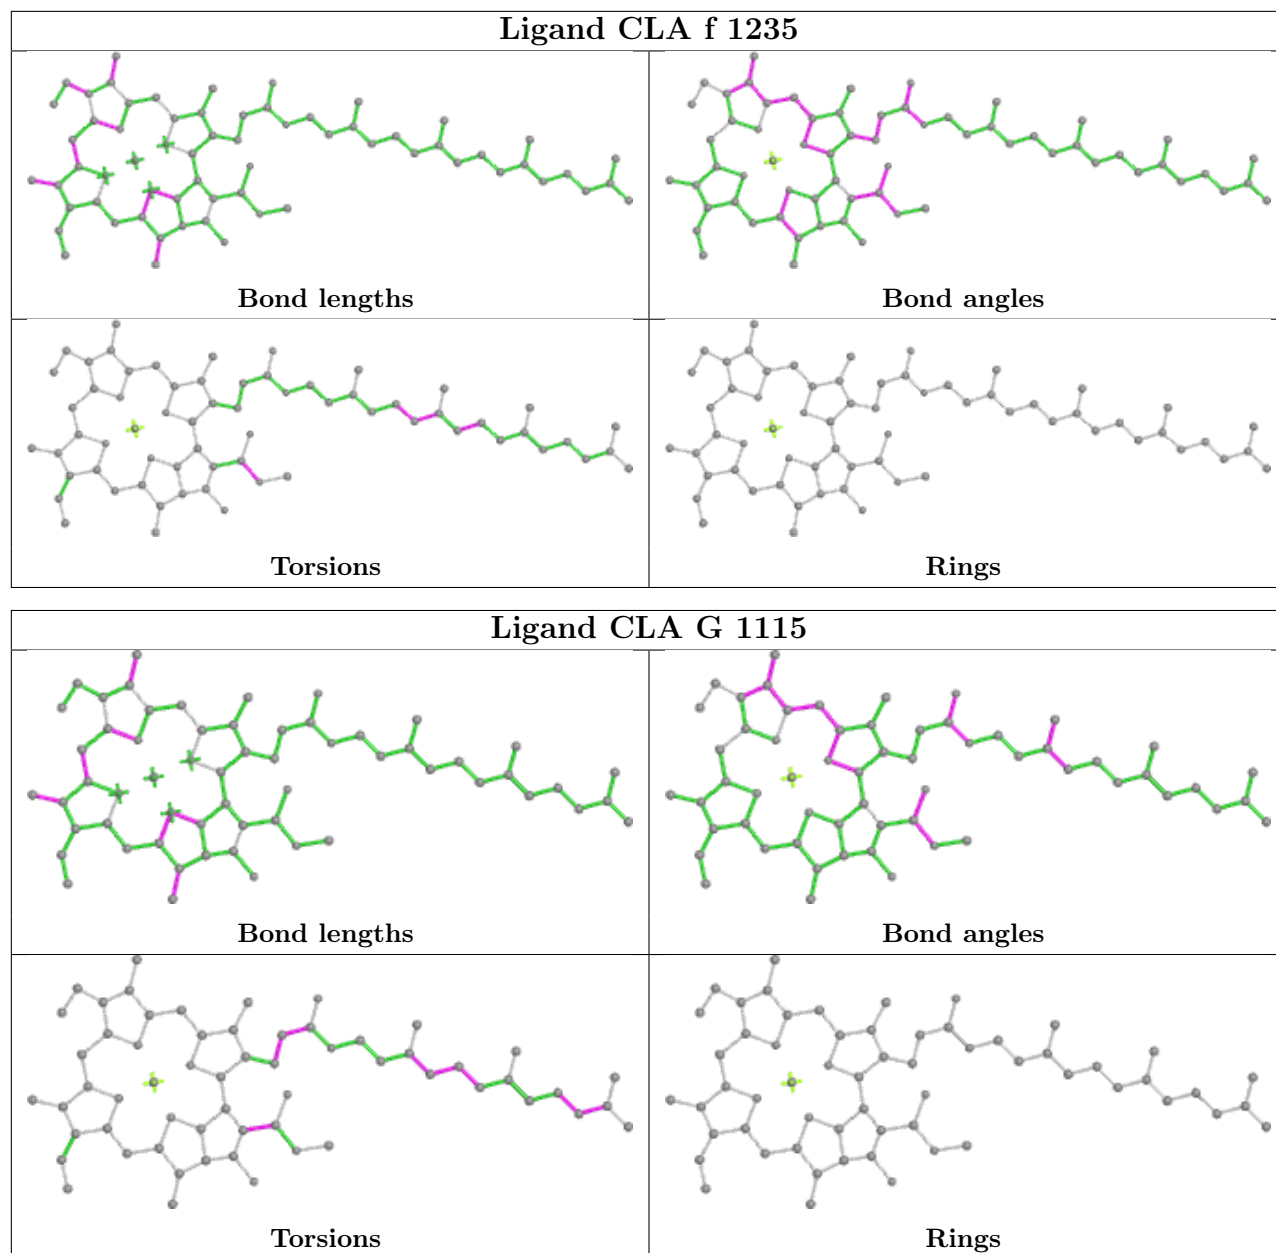 Ligand CLA f 1235
Bond lengths
Bond angles
Torsions
Rings
Ligand CLA G 1115
Bond lengths
Bond angles
Torsions
Rings